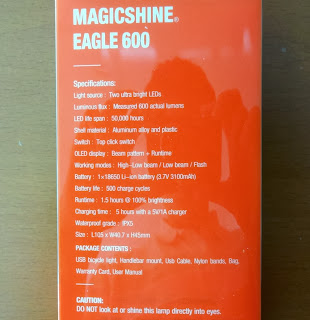 MAGICSHINE®
EAGLE 600
Specifications:
Light source : Two ultra bright LEDs
Luminous flux : Measured 600 actual lumens
LED life span : 50,000 hours
Shell material : Aluminum alloy and plastic
Switch : Top click switch
OLED display : Beam pattern + Runtime
Working modes : High-Low beam / Low beam / Flash
Battery : 1×18650 Li-ion battery (3.7V 3100mAh)
Battery life : 500 charge cycles
Runtime : 1.5 hours @ 100% brightness
Charging time : 5 hours with a 5V/1A charger
Waterproof grade : IPX5
Size : L105 x W40.7 x H45mm
PACKAGE CONTENTS :
USB bicycle light, Handlebar mount, Usb Cable, Nylon bands, Bag,
Warranty Card, User Manual
CAUTION:
DO NOT look at or shine this lamp directly into eyes.